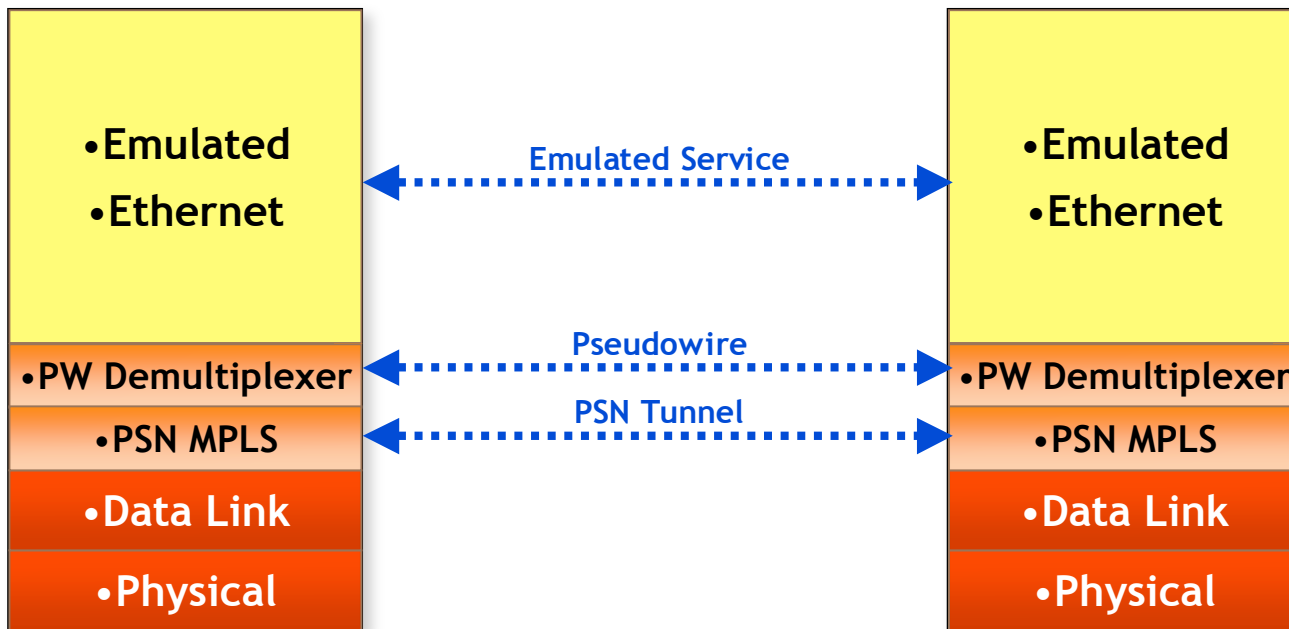 •Emulated
•Ethernet
Emulated Service
•Emulated
•Ethernet
Pseudowire
•PW Demultiplexer
•PW Demultiplexer
PSN Tunnel
•PSN MPLS
•PSN MPLS
•Data Link
•Data Link
•Physical
•Physical